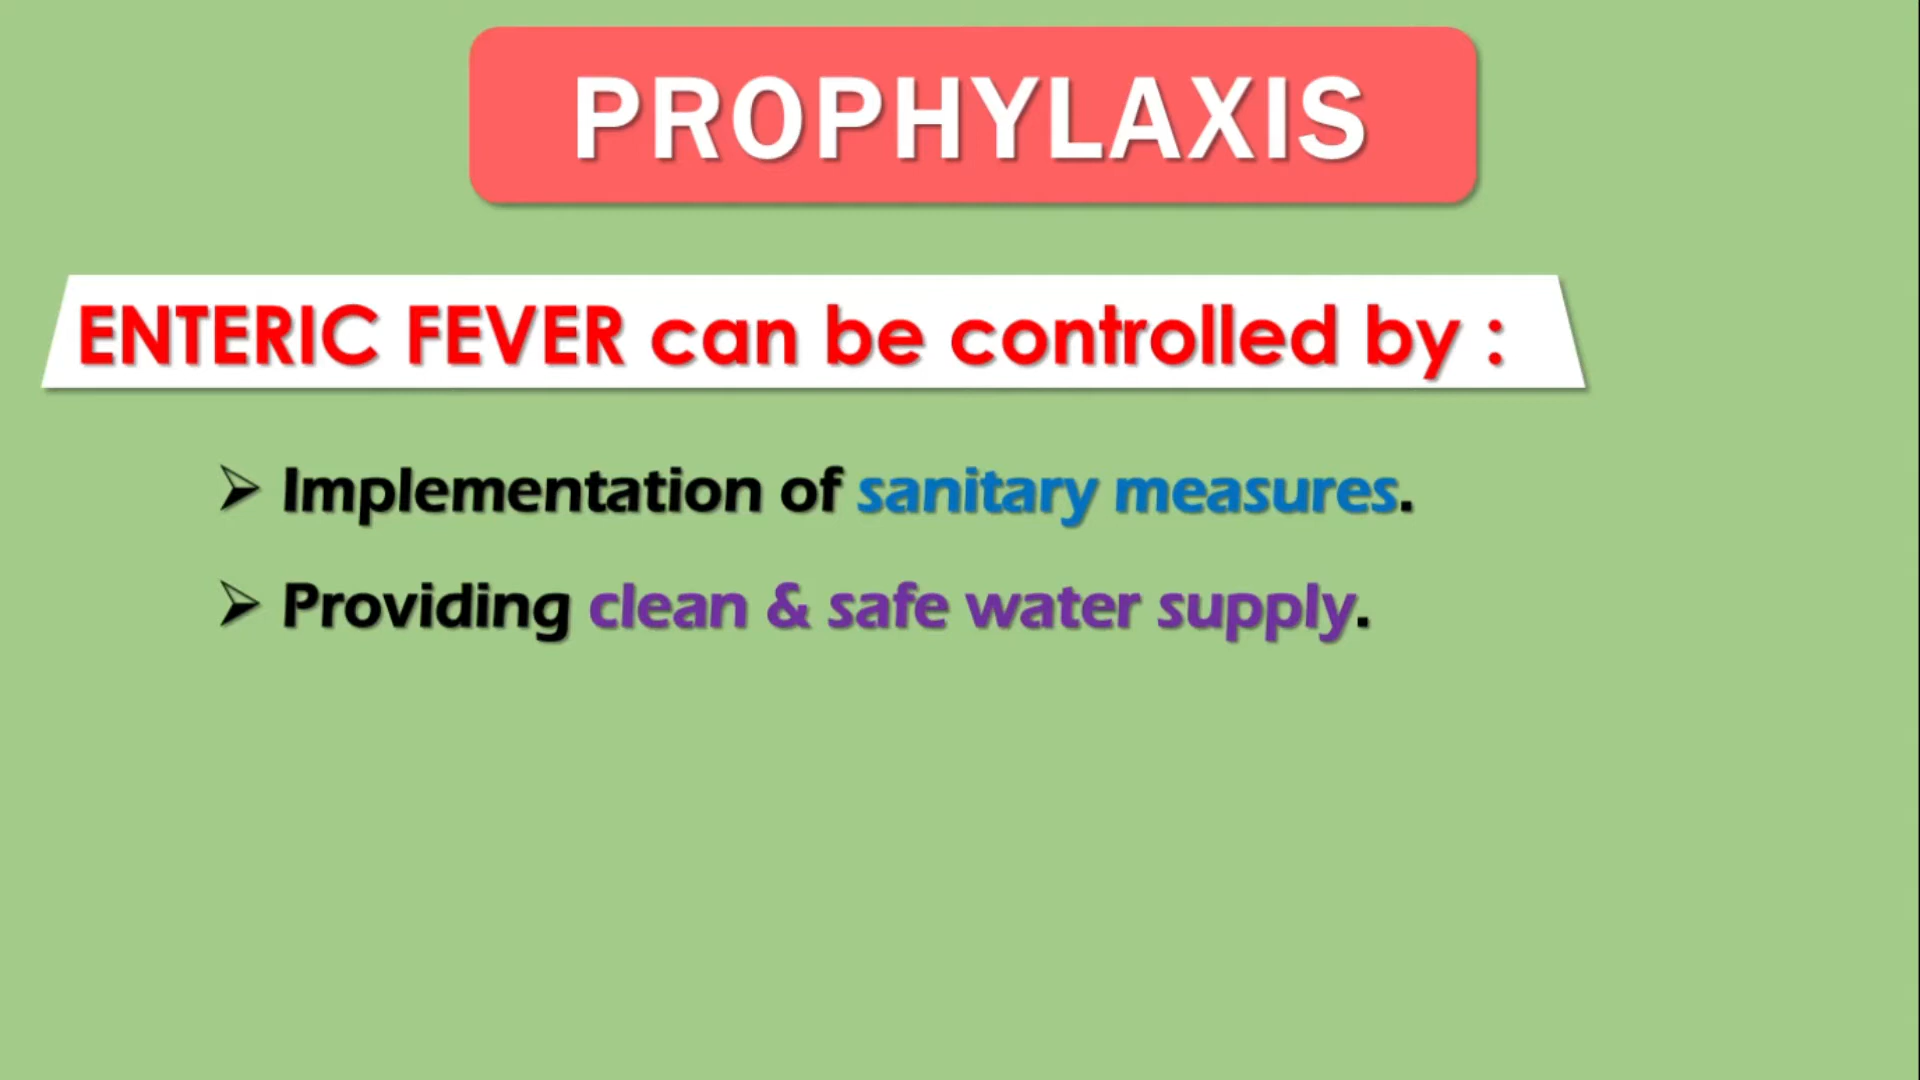 PROPHYLAXIS
ENTERIC FEVER can be controlled by :
➢ Implementation of sanitary measures.
➢ Providing clean & safe water supply.